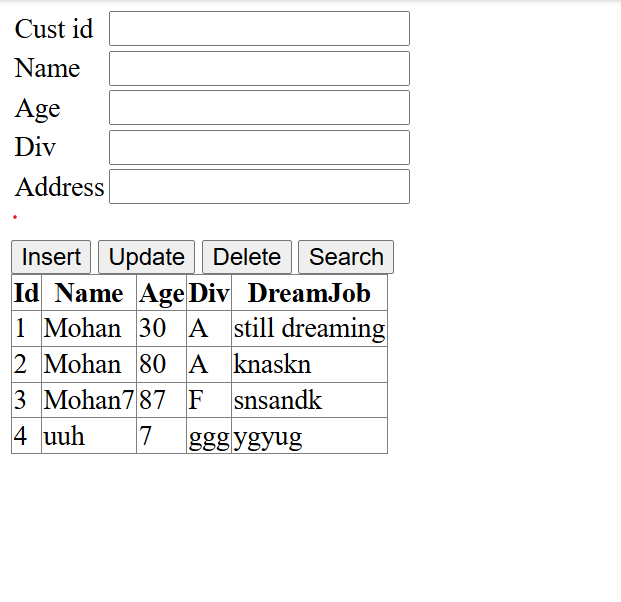 Cust id
Name
Age
Div
Address
Insert Update Delete Search
Id Name Age Div DreamJob
1 Mohan 30 A still dreaming
2 Mohan 80 A knaskn
3 Mohan7 87 F snsandk
4 uuh 7 ggg ygyug